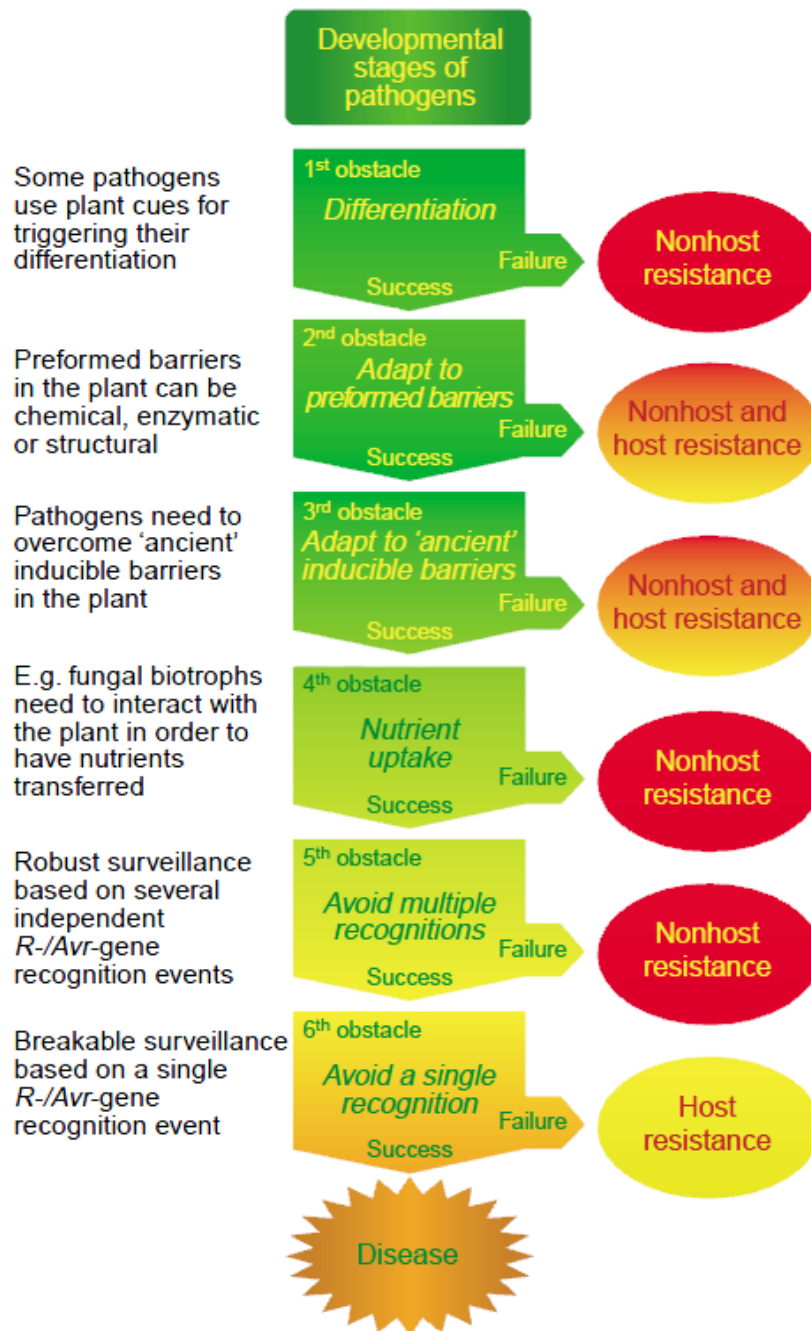 Developmental
stages of
pathogens
Some pathogens
use plant cues for
triggering their
differentiation
1st obstacle
Differentiation
Failure
Success
Nonhost
resistance
Preformed barriers
in the plant can be
chemical, enzymatic
or structural
2nd obstacle
Adapt to
preformed barriers
Failure
Success
Nonhost and
host resistance
Pathogens need to
overcome ‘ancient’
inducible barriers
in the plant
3rd obstacle
Adapt to ‘ancient’
inducible barriers
Failure
Success
Nonhost and
host resistance
E.g. fungal biotrophs
need to interact with
the plant in order to
have nutrients
transferred
4th obstacle
Nutrient
uptake
Failure
Success
Nonhost
resistance
Robust surveillance
based on several
independent
R-/Avr-gene
recognition events
5th obstacle
Avoid multiple
recognitions
Failure
Success
Nonhost
resistance
Breakable surveillance
based on a single
R-/Avr-gene
recognition event
6th obstacle
Avoid a single
recognition
Failure
Success
Host
resistance
Disease